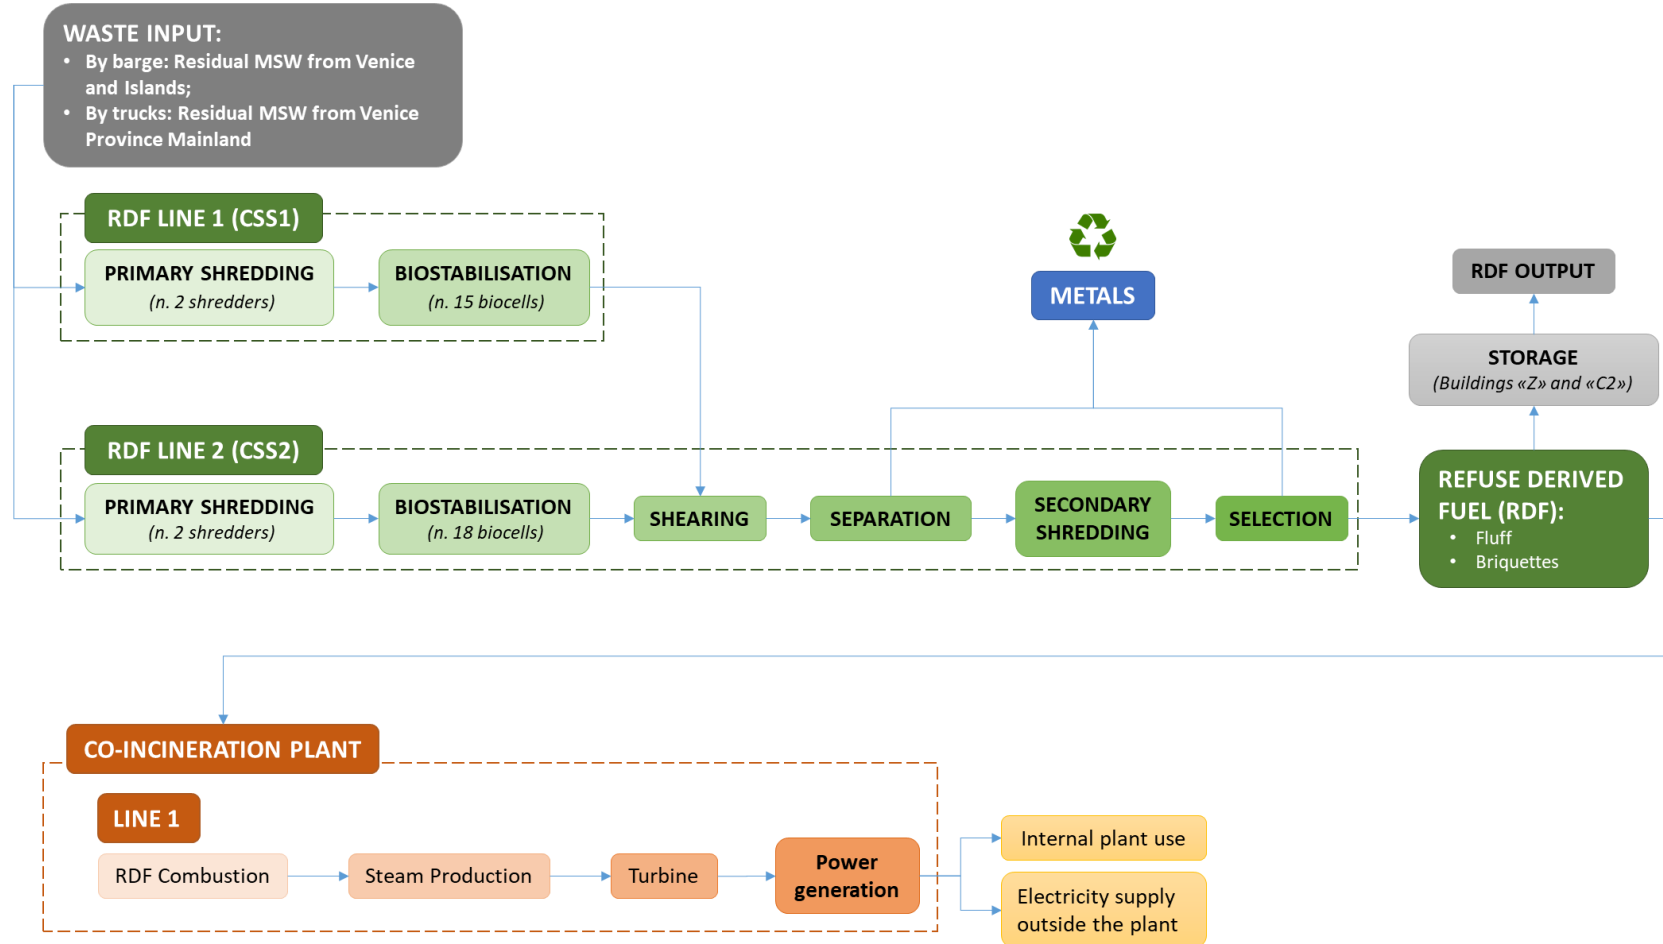 WASTE INPUT:
• By barge: Residual MSW from Venice
and Islands;
• By trucks: Residual MSW from Venice
Province Mainland
RDF LINE 1 (CSS1)
PRIMARY SHREDDING
(n. 2 shredders)
BIOSTABILISATION
(n. 15 biocells)
METALS
RDF OUTPUT
STORAGE
(Buildings «Z» and «C2»)
RDF LINE 2 (CSS2)
PRIMARY SHREDDING
(n. 2 shredders)
BIOSTABILISATION
(n. 18 biocells)
SHEARING
SEPARATION
SECONDARY
SHREDDING
SELECTION
REFUSE DERIVED
FUEL (RDF):
• Fluff
• Briquettes
CO-INCINERATION PLANT
LINE 1
RDF Combustion
Steam Production
Turbine
Power
generation
Internal plant use
Electricity supply
outside the plant